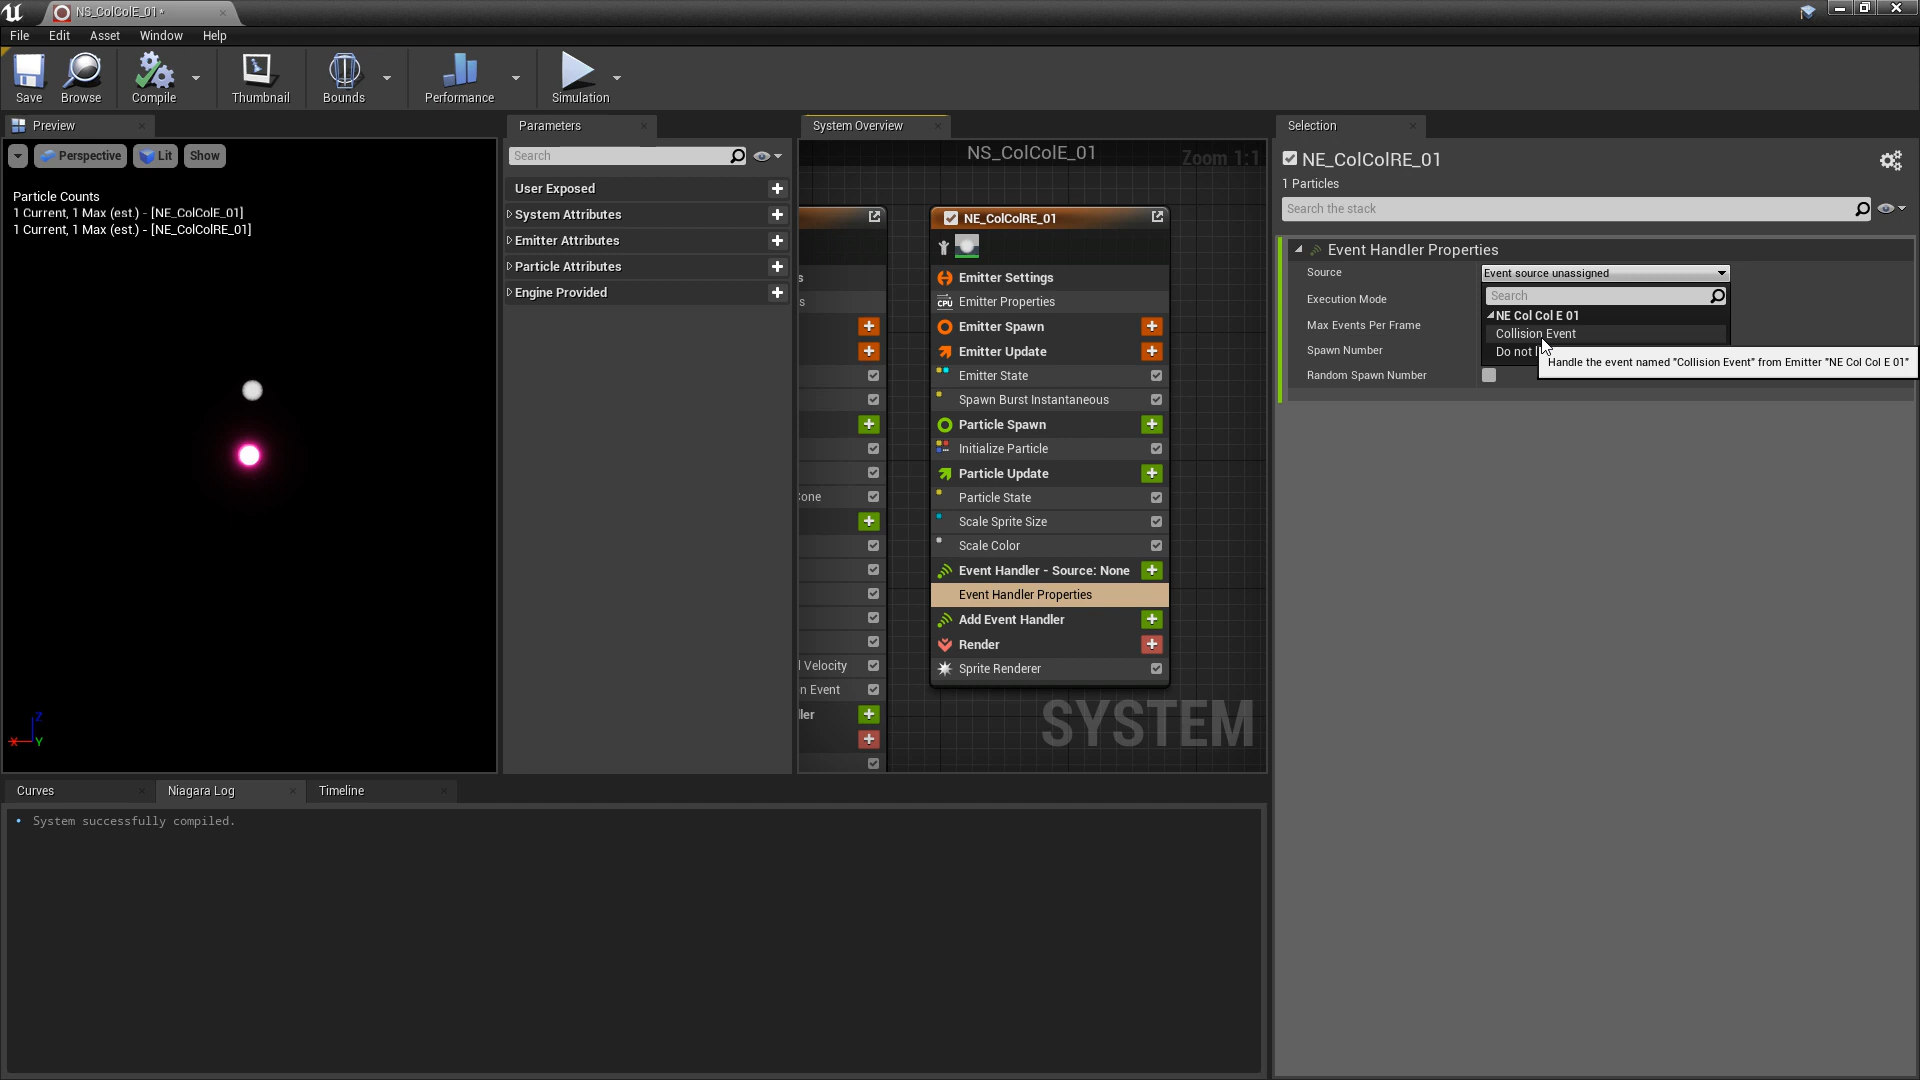 NS_ColColE_01*
File Edit Asset Window Help
Save Browse Compile Thumbnail Bounds Performance Simulation
Preview
Perspective Lit Show
Particle Counts
1 Current, 1 Max (est.) - [NE_ColColE_01]
1 Current, 1 Max (est.) - [NE_ColColRE_01]
Z
X Y
Parameters
Search
User Exposed
System Attributes
Emitter Attributes
Particle Attributes
Engine Provided
System Overview
NS_ColColE_01
Zoom 1:1
s
s
one
l Velocity
n Event
ler
NE_ColColRE_01
Emitter Settings
CPU Emitter Properties
Emitter Spawn
Emitter Update
Emitter State
Spawn Burst Instantaneous
Particle Spawn
Initialize Particle
Particle Update
Particle State
Scale Sprite Size
Scale Color
Event Handler - Source: None
Event Handler Properties
Add Event Handler
Render
Sprite Renderer
SYSTEM
Selection
NE_ColColRE_01
1 Particles
Search the stack
Event Handler Properties
Source Event source unassigned
Search
Execution Mode
NE Col Col E 01
Max Events Per Frame
Collision Event
Spawn Number
Do not l
Handle the event named "Collision Event" from Emitter "NE Col Col E 01"
Random Spawn Number
Curves Niagara Log Timeline
System successfully compiled.